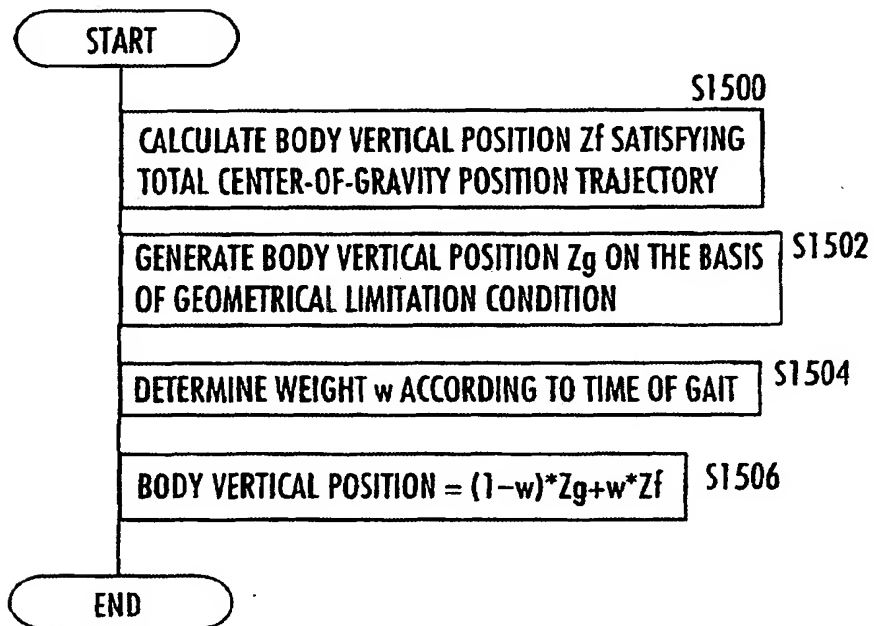 START
S1500
CALCULATE BODY VERTICAL POSITION Zf SATISFYING
TOTAL CENTER-OF-GRAVITY POSITION TRAJECTORY
GENERATE BODY VERTICAL POSITION Zg ON THE BASIS
OF GEOMETRICAL LIMITATION CONDITION
S1502
DETERMINE WEIGHT w ACCORDING TO TIME OF GAIT
S1504
BODY VERTICAL POSITION = (1-w)*Zg+w*Zf
S1506
END